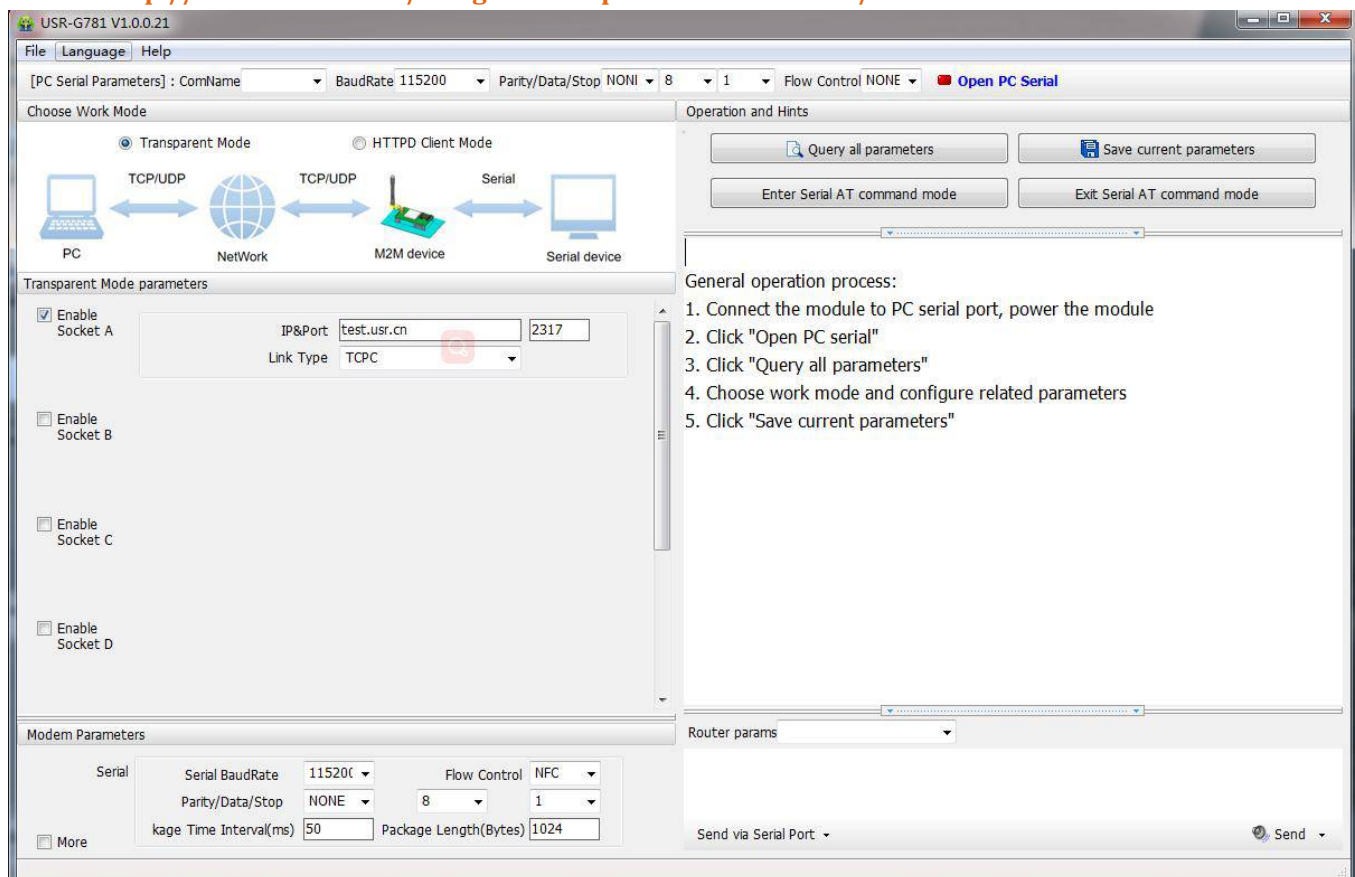 USR-G781 V1.0.0.21
File Language Help
[PC Serial Parameters] : ComName BaudRate 115200 Parity/Data/Stop NONI 8 1 Flow Control NONE Open PC Serial
Choose Work Mode
Transparent Mode HTTPD Client Mode
TCP/UDP TCP/UDP Serial
PC NetWork M2M device Serial device
Transparent Mode parameters
Enable
Socket A
IP&Port test.usr.cn 2317
Link Type TCPC
Enable
Socket B
Enable
Socket C
Enable
Socket D
Modem Parameters
Serial Serial BaudRate 11520( Flow Control NFC
Parity/Data/Stop NONE 8 1
kage Time Interval(ms) 50 Package Length(Bytes) 1024
More
Operation and Hints
Query all parameters Save current parameters
Enter Serial AT command mode Exit Serial AT command mode
General operation process:
1. Connect the module to PC serial port, power the module
2. Click "Open PC serial"
3. Click "Query all parameters"
4. Choose work mode and configure related parameters
5. Click "Save current parameters"
Router params
Send via Serial Port Send